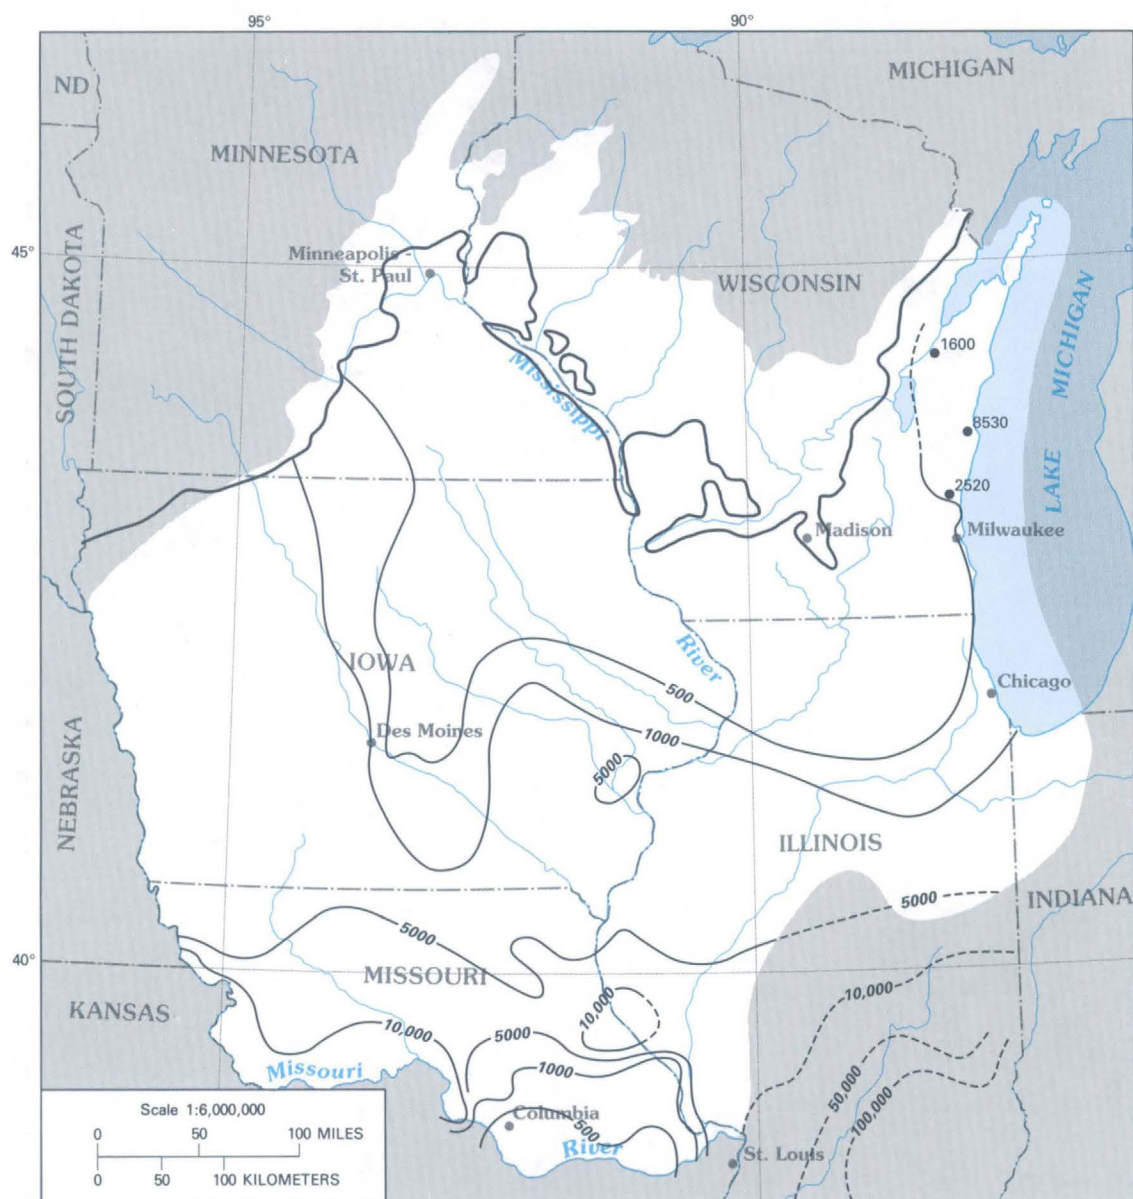 95°
90°
ND
MICHIGAN
MINNESOTA
45°
SOUTH DAKOTA
Minneapolis -
St. Paul
WISCONSIN
LAKE MICHIGAN
1600
Mississippi
8530
2520
Madison
Milwaukee
IOWA
River
500
Chicago
1000
Des Moines
5000
NEBRASKA
ILLINOIS
5000
INDIANA
5000
40°
MISSOURI
10,000
10,000
KANSAS
10,000
5000
Missouri
1000
50,000
100,000
Columbia
500
River
St. Louis
Scale 1:6,000,000
0 50 100 MILES
0 50 100 KILOMETERS